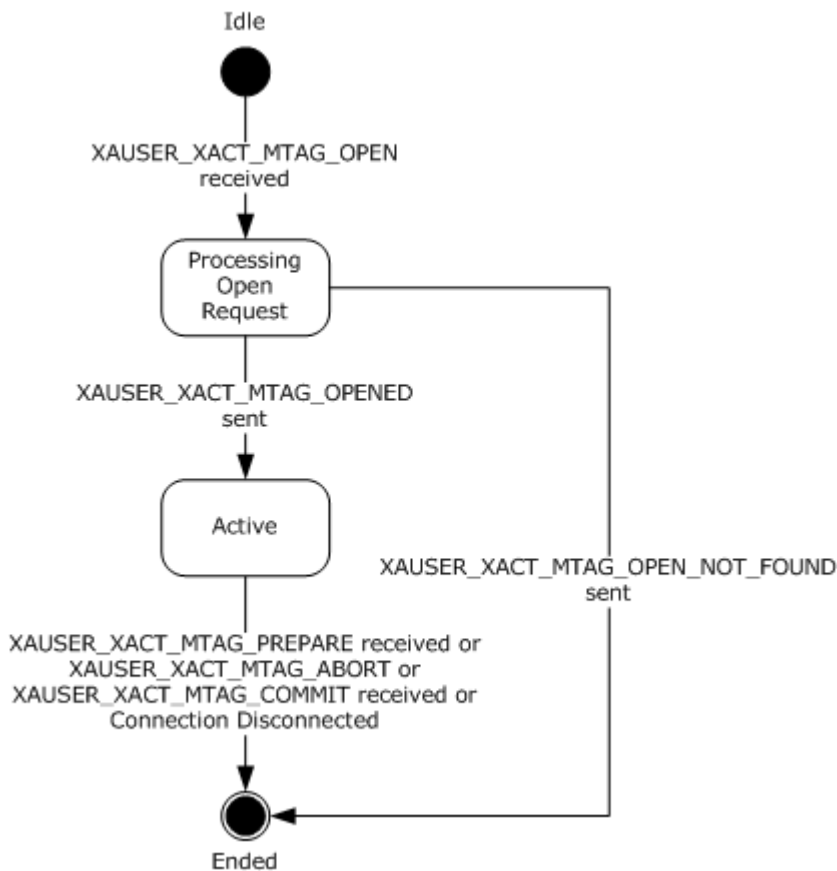 Idle
XAUSER_XACT_MTAG_OPEN
received
Processing
Open
Request
XAUSER_XACT_MTAG_OPENED
sent
Active
XAUSER_XACT_MTAG_OPEN_NOT_FOUND
sent
XAUSER_XACT_MTAG_PREPARE received or
XAUSER_XACT_MTAG_ABORT or
XAUSER_XACT_MTAG_COMMIT received or
Connection Disconnected
Ended